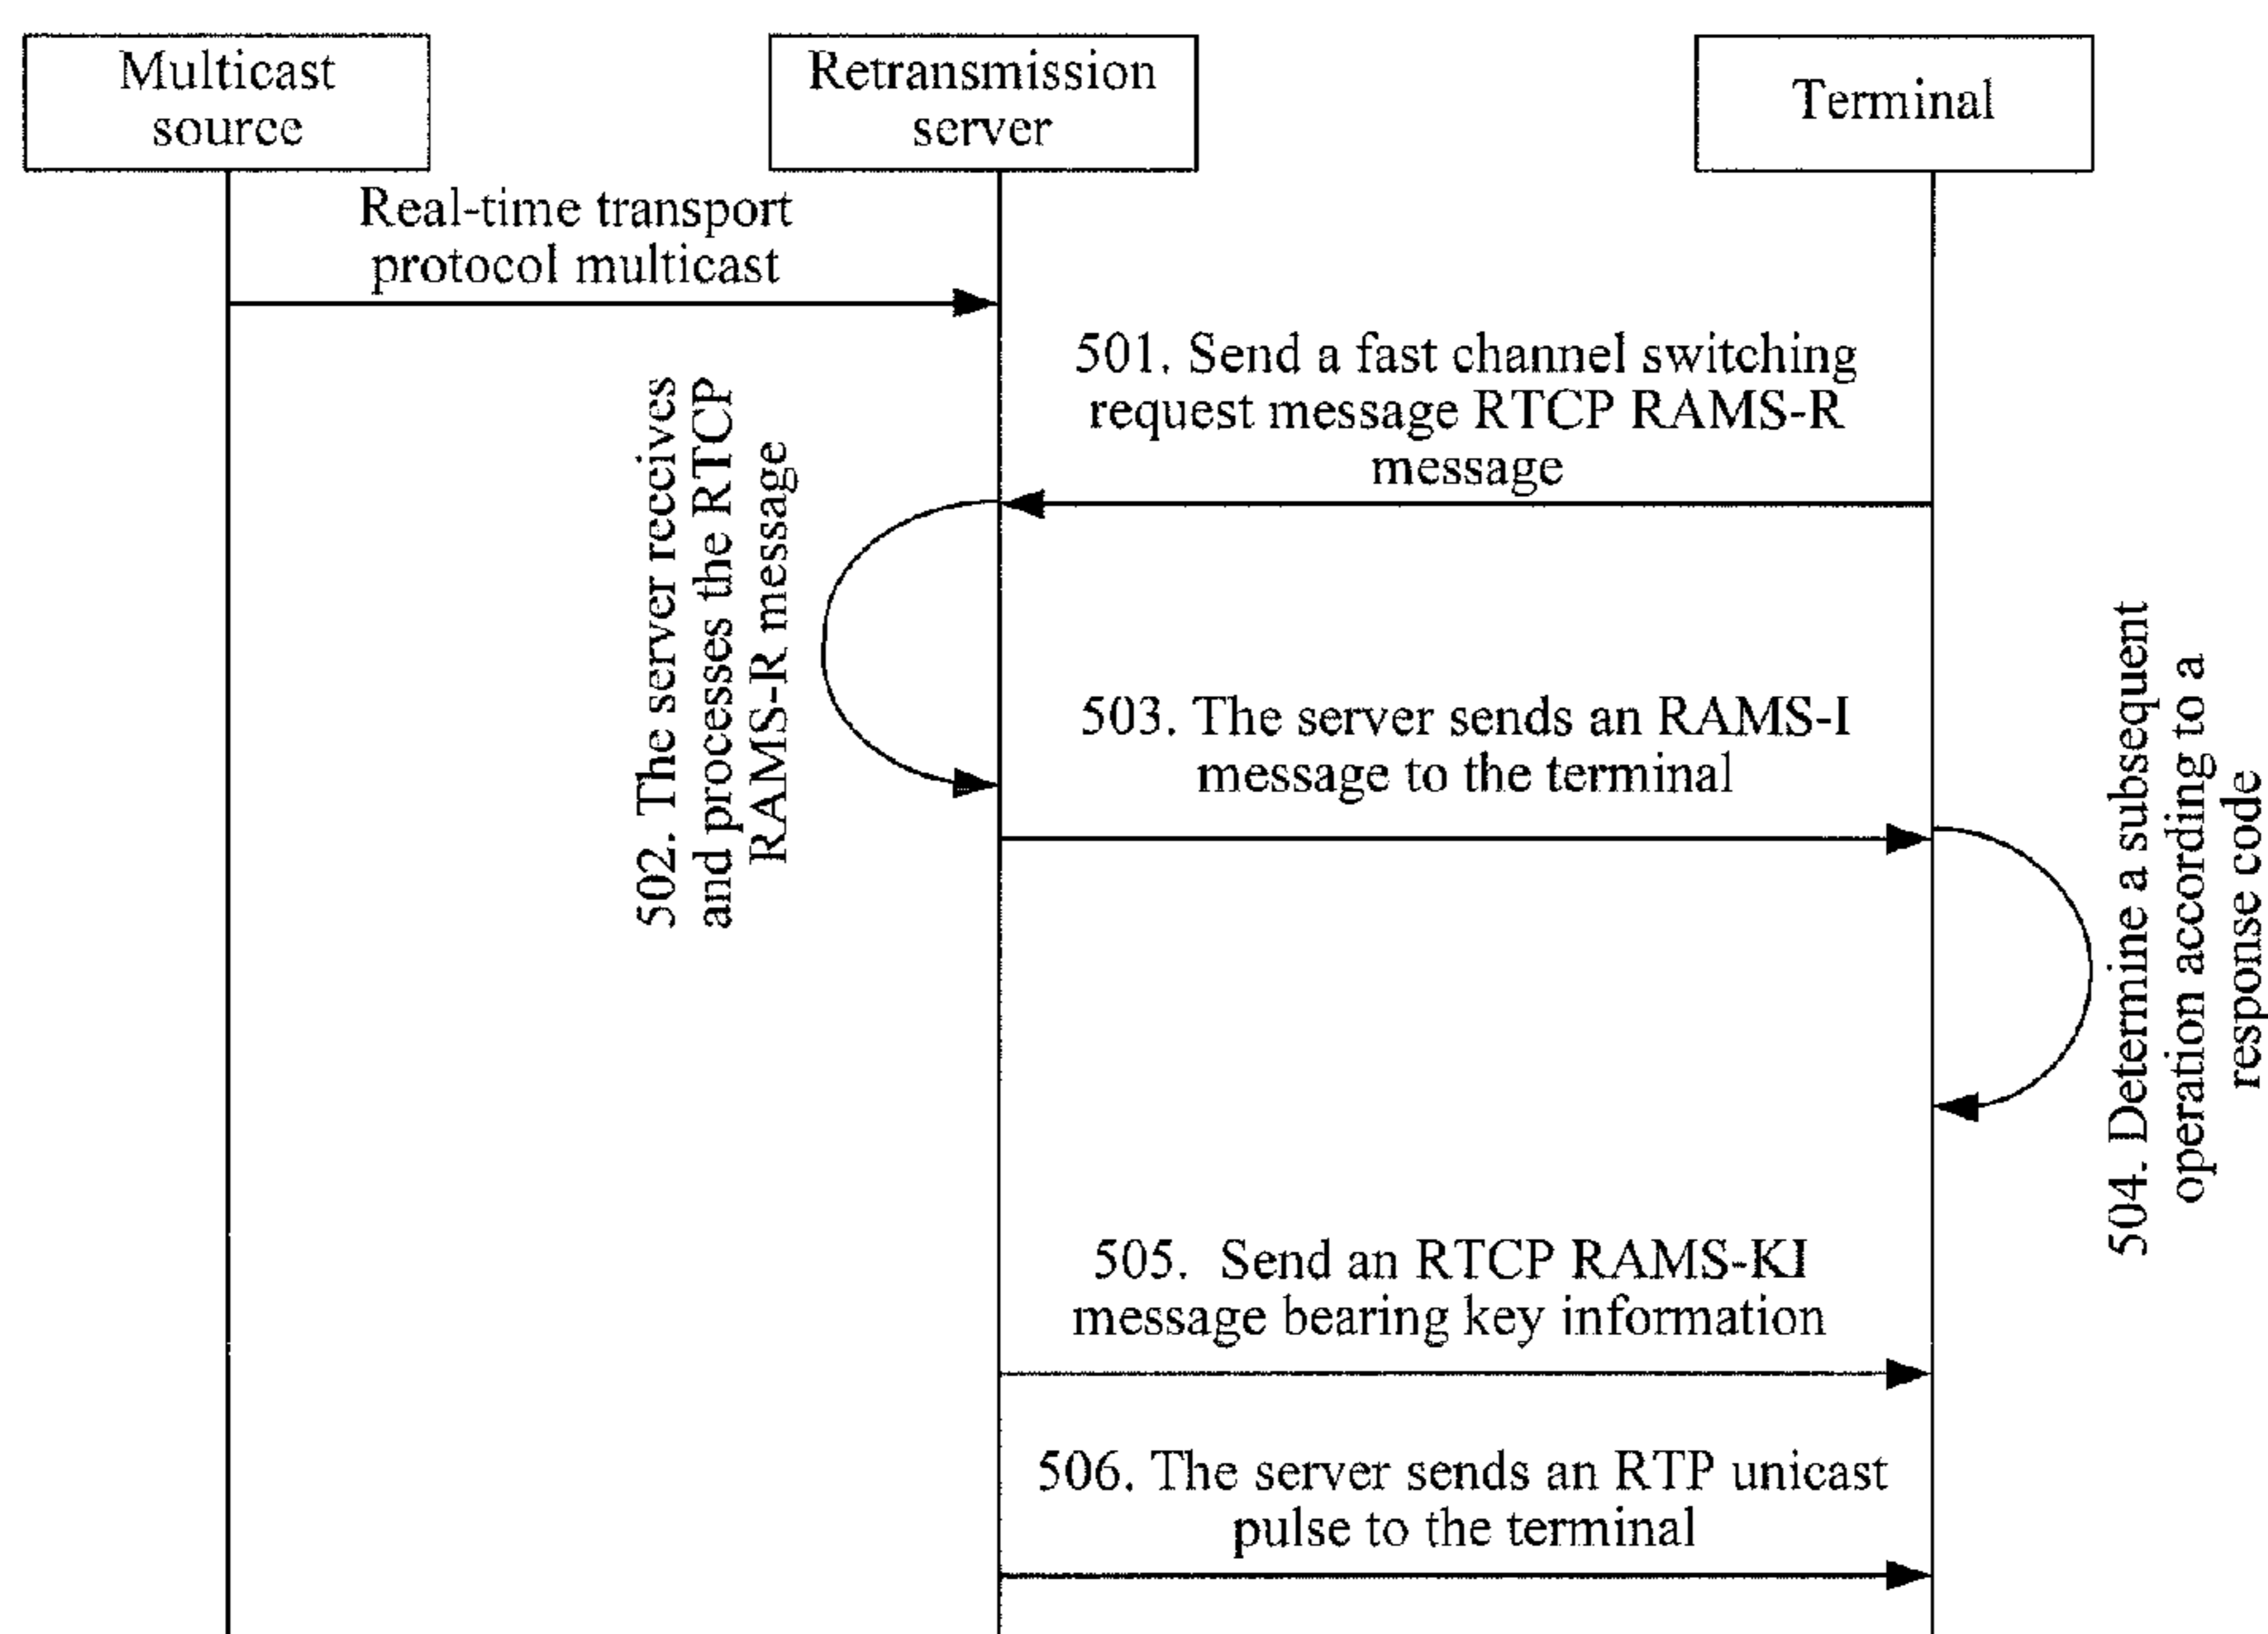 Multicast
source
Retransmission
server
Terminal
Real-time transport
protocol multicast
501. Send a fast channel switching
request message RTCP RAMS-R
message
502. The server receives
and processes the RTCP
RAMS-R message
503. The server sends an RAMS-I
message to the terminal
504. Determine a subsequent
operation according to a
response code
505. Send an RTCP RAMS-KI
message bearing key information
506. The server sends an RTP unicast
pulse to the terminal